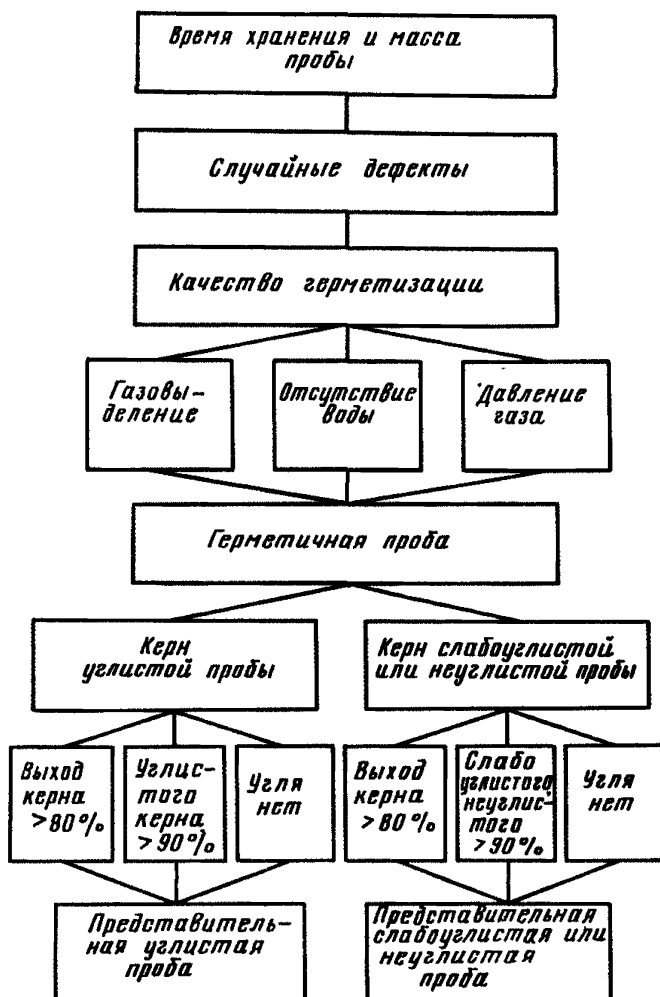 Время хранения и масса
пробы
Случайные дефекты
Качество герметизации
Газовы-
деление
Отсутствие
воды
Давление
газа
Герметичная проба
Керн
углистой пробы
Керн слабоуглистой
или неуглистой пробы
Выход
керна
>80%
Углис-
того
керна
>90%
Угля
нет
Выход
керна
>80%
Слабо
углистого
неуглис-
того
>90%
Угля
нет
Представитель-
ная углистая
проба
Представительная
слабоуглистая или
неуглистая
проба